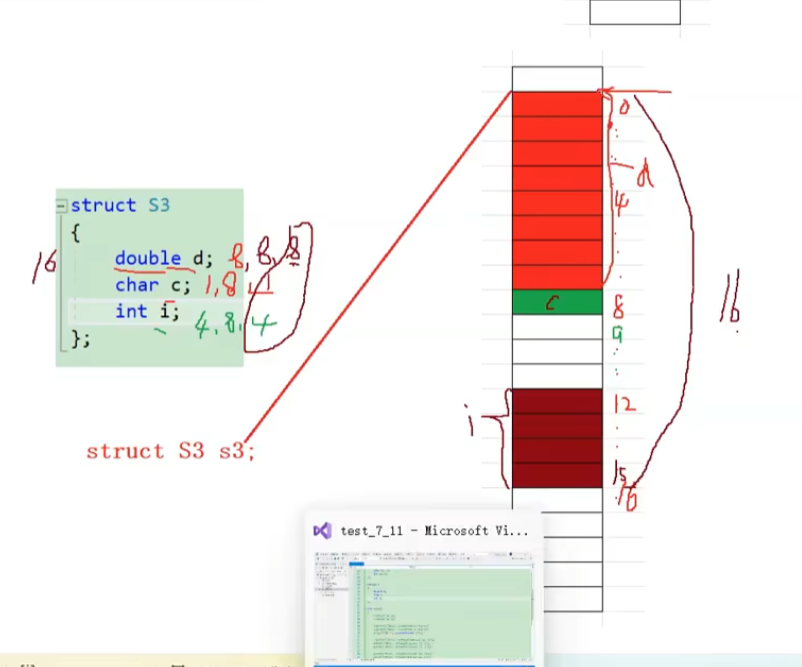 struct S3
{
double d; 8, 8, 8
char c; 1, 8, 1
int i; 4, 8, 4
};
16
struct S3 s3;
0
d
4
c
8
9
i
12
15
16
16
test_7_11 - Microsoft Vi...